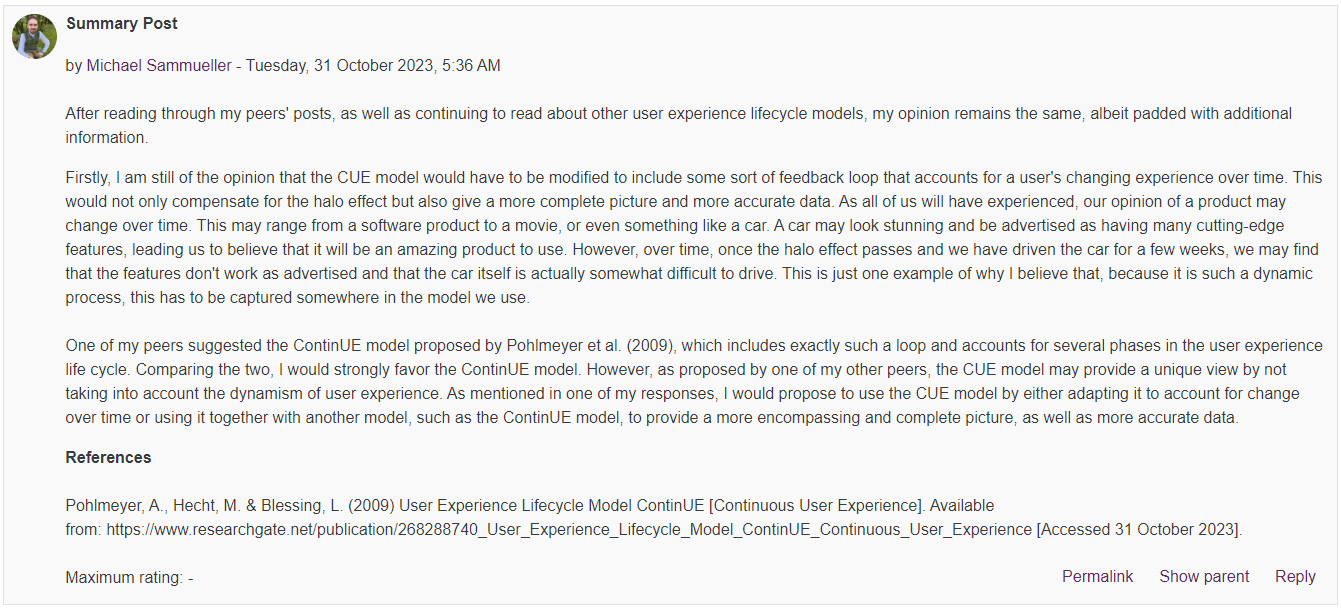 Summary Post
by Michael Sammueller - Tuesday, 31 October 2023, 5:36 AM
After reading through my peers' posts, as well as continuing to read about other user experience lifecycle models, my opinion remains the same, albeit padded with additional
information.
Firstly, I am still of the opinion that the CUE model would have to be modified to include some sort of feedback loop that accounts for a user's changing experience over time. This
would not only compensate for the halo effect but also give a more complete picture and more accurate data. As all of us will have experienced, our opinion of a product may
change over time. This may range from a software product to a movie, or even something like a car. A car may look stunning and be advertised as having many cutting-edge
features, leading us to believe that it will be an amazing product to use. However, over time, once the halo effect passes and we have driven the car for a few weeks, we may find
that the features don't work as advertised and that the car itself is actually somewhat difficult to drive. This is just one example of why I believe that, because it is such a dynamic
process, this has to be captured somewhere in the model we use.
One of my peers suggested the ContinUE model proposed by Pohlmeyer et al. (2009), which includes exactly such a loop and accounts for several phases in the user experience
life cycle. Comparing the two, I would strongly favor the ContinUE model. However, as proposed by one of my other peers, the CUE model may provide a unique view by not
taking into account the dynamism of user experience. As mentioned in one of my responses, I would propose to use the CUE model by either adapting it to account for change
over time or using it together with another model, such as the ContinUE model, to provide a more encompassing and complete picture, as well as more accurate data.
References
Pohlmeyer, A., Hecht, M. & Blessing, L. (2009) User Experience Lifecycle Model ContinUE [Continuous User Experience]. Available
from: https://www.researchgate.net/publication/268288740_User_Experience_Lifecycle_Model_ContinUE_Continuous_User_Experience [Accessed 31 October 2023].
Maximum rating: -
Permalink Show parent Reply